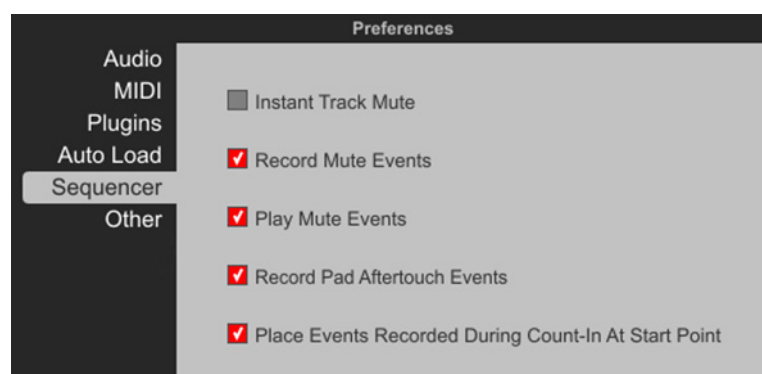 Preferences
Audio
MIDI
Plugins
Auto Load
Sequencer
Other
Instant Track Mute
Record Mute Events
Play Mute Events
Record Pad Aftertouch Events
Place Events Recorded During Count-In At Start Point